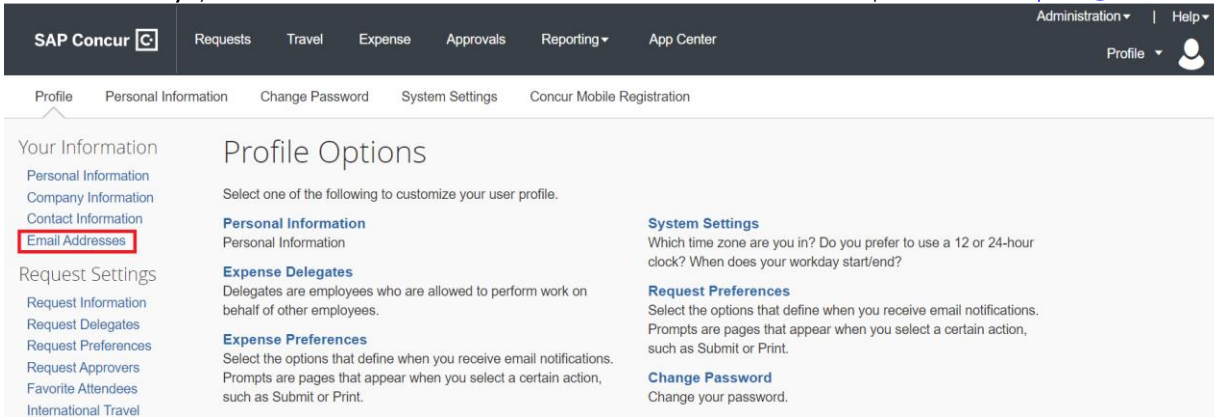 Administration ▾ | Help ▾
SAP Concur C Requests Travel Expense Approvals Reporting ▾ App Center
Profile ▾
Profile Personal Information Change Password System Settings Concur Mobile Registration
Your Information
Personal Information
Company Information
Contact Information
Email Addresses
Request Settings
Request Information
Request Delegates
Request Preferences
Request Approvers
Favorite Attendees
International Travel
Profile Options
Select one of the following to customize your user profile.
Personal Information
Personal Information
Expense Delegates
Delegates are employees who are allowed to perform work on
behalf of other employees.
Expense Preferences
Select the options that define when you receive email notifications.
Prompts are pages that appear when you select a certain action,
such as Submit or Print.
System Settings
Which time zone are you in? Do you prefer to use a 12 or 24-hour
clock? When does your workday start/end?
Request Preferences
Select the options that define when you receive email notifications.
Prompts are pages that appear when you select a certain action,
such as Submit or Print.
Change Password
Change your password.